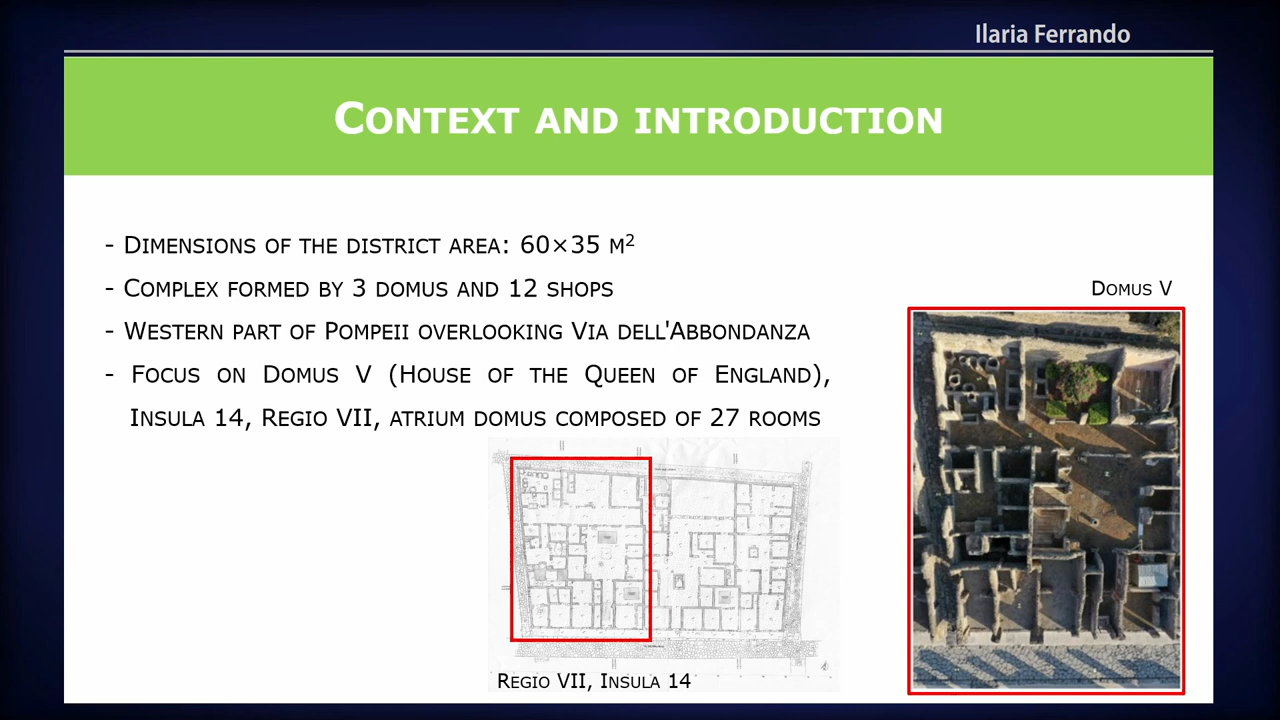 Ilaria Ferrando
Context and introduction
- Dimensions of the district area: 60×35 m²
- Complex formed by 3 domus and 12 shops
- Western part of Pompeii overlooking Via dell'Abbondanza
- Focus on Domus V (House of the Queen of England),
Insula 14, Regio VII, atrium domus composed of 27 rooms
Domus V
Regio VII, Insula 14